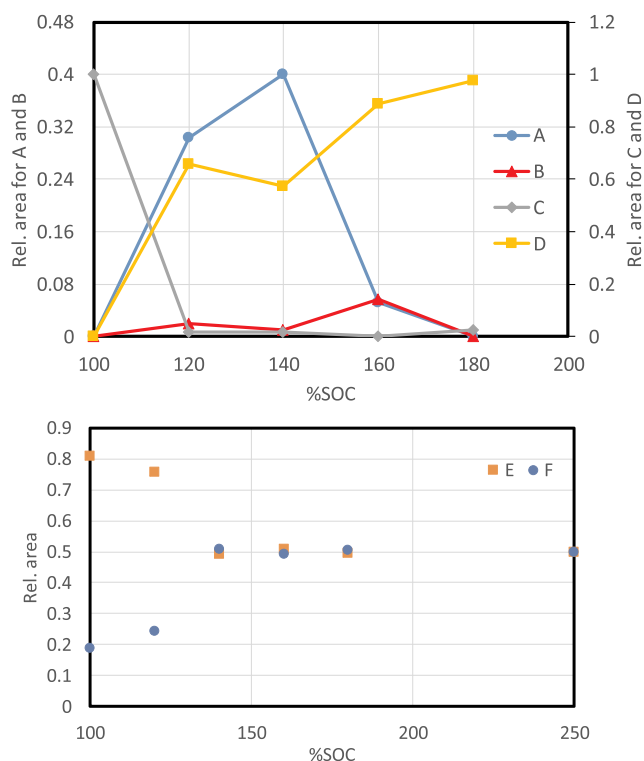 Rel. area for A and B
0.48
0.4
0.32
0.24
0.16
0.08
0
1.2
1
0.8
0.6
0.4
0.2
0
Rel. area for C and D
A
B
C
D
100 120 140 160 180 200
%SOC
Rel. area
0.9
0.8
0.7
0.6
0.5
0.4
0.3
0.2
0.1
0
E F
100 150 200 250
%SOC